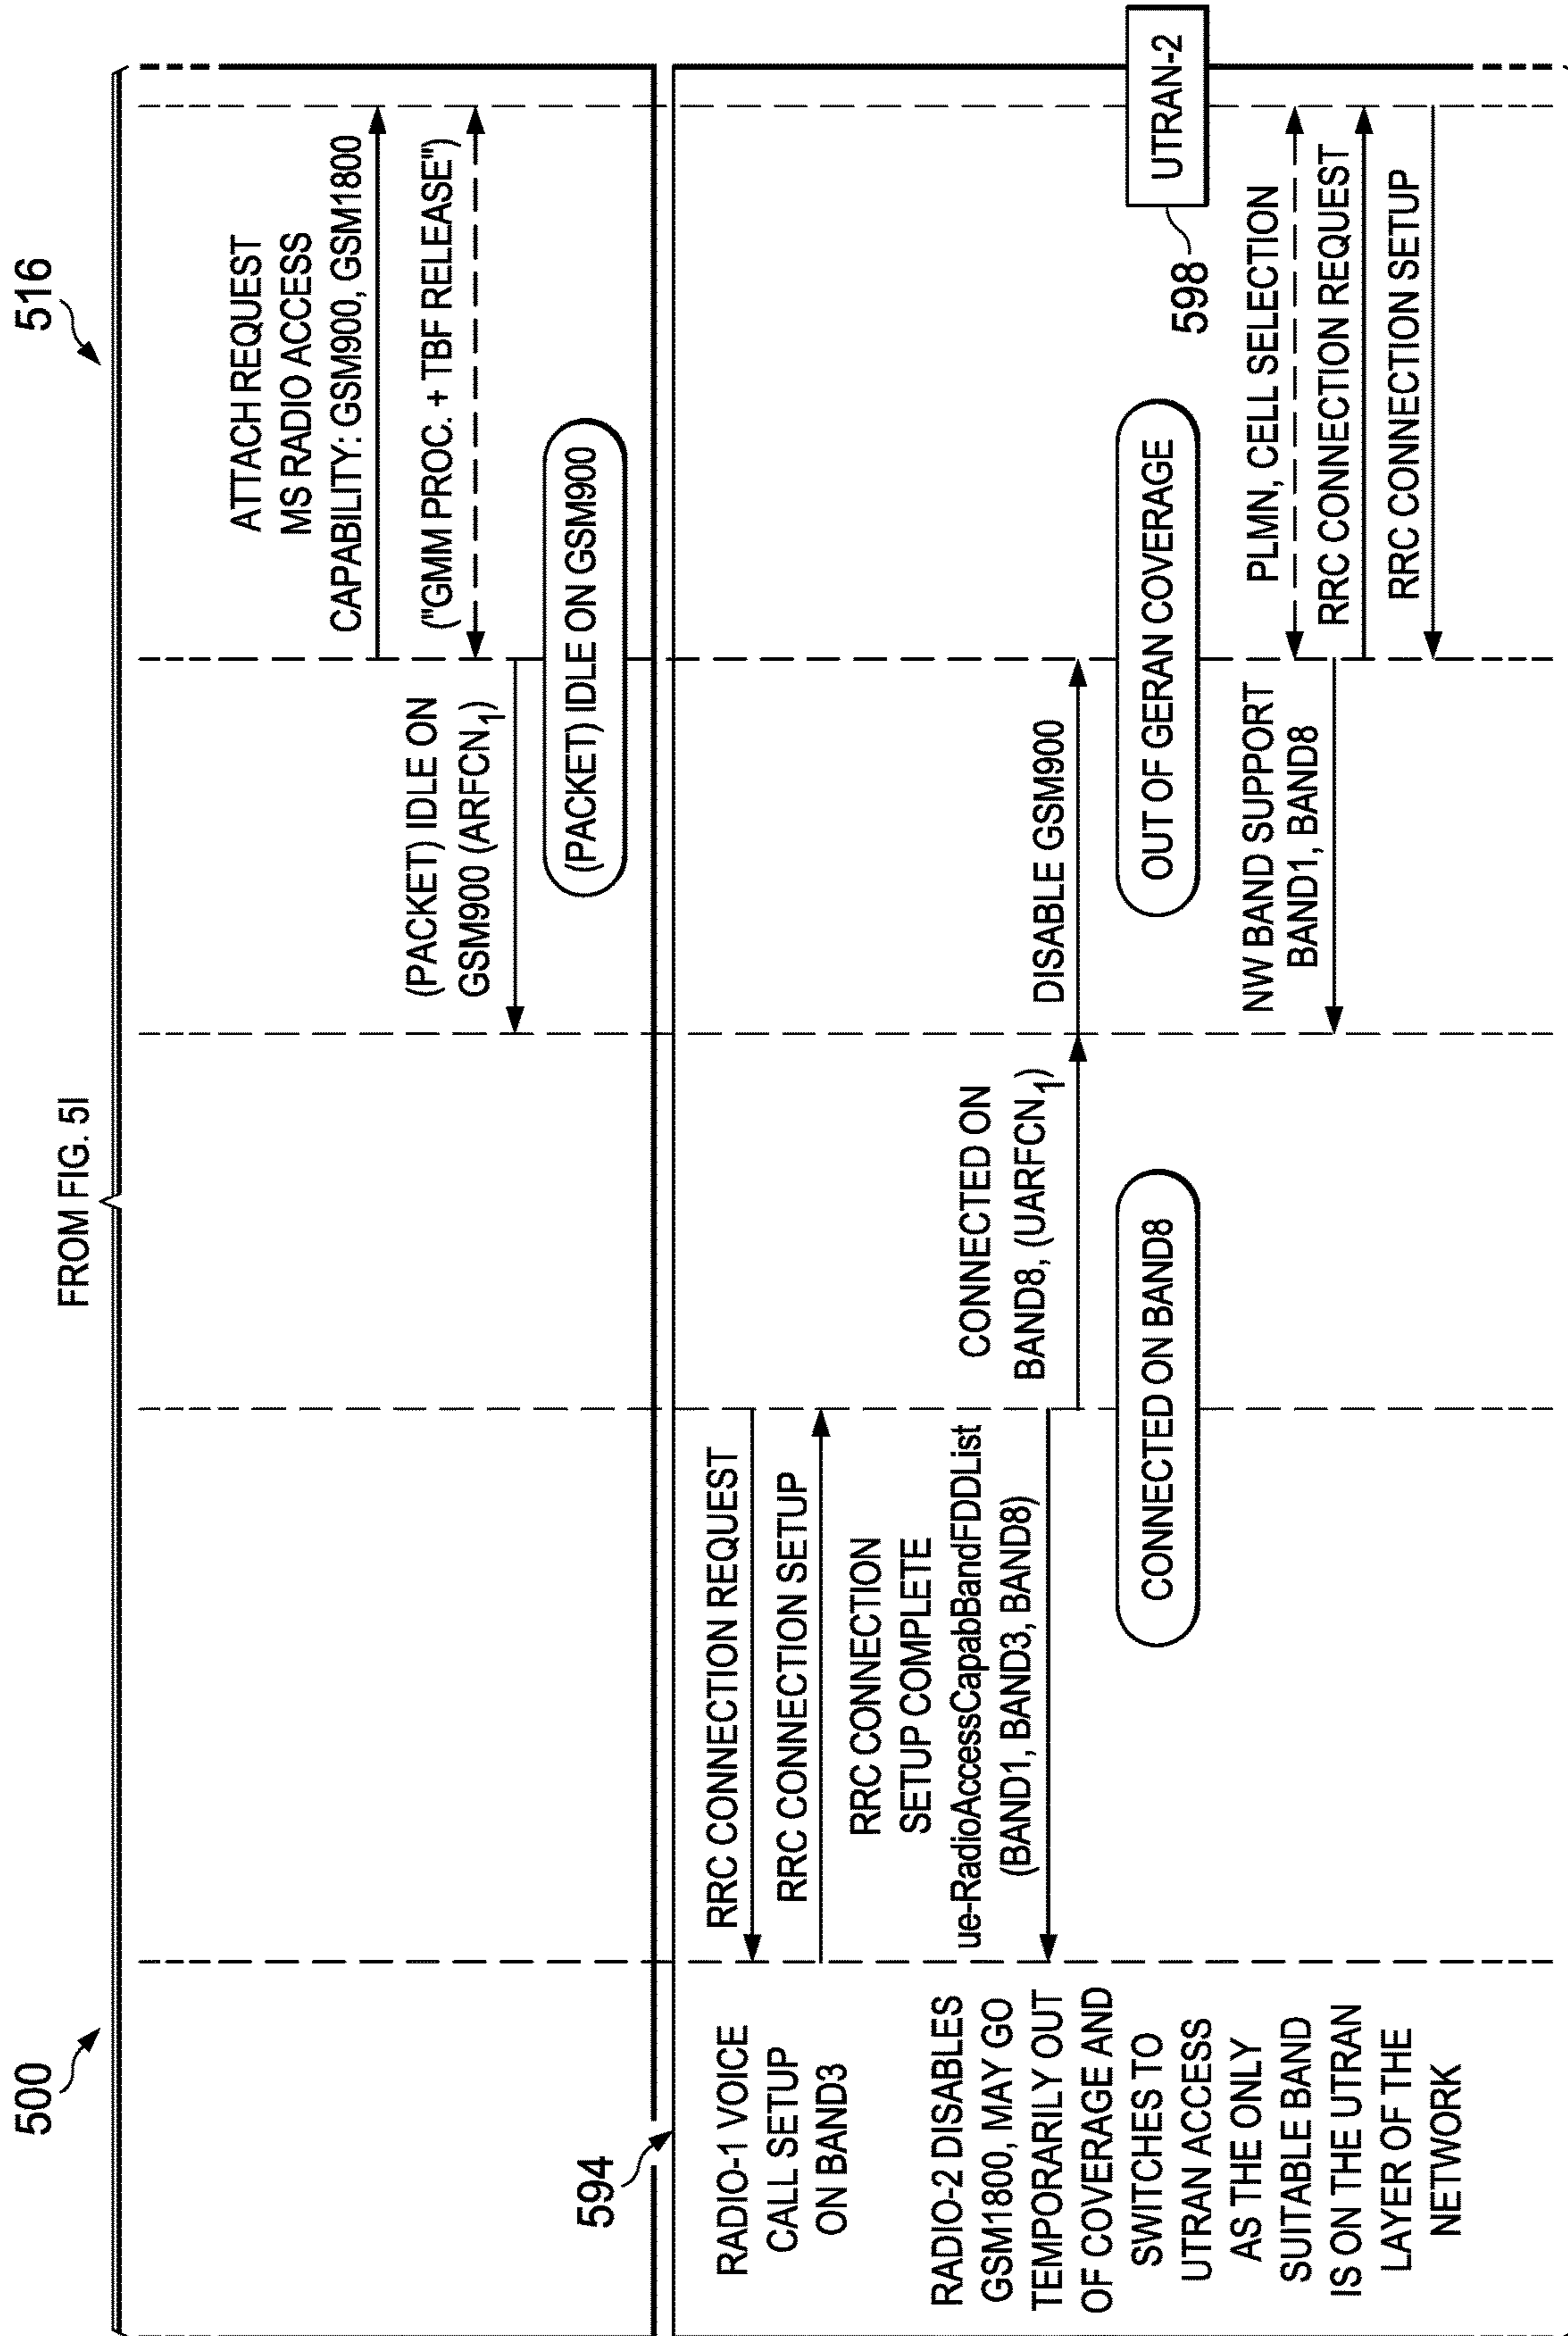 500
516
FROM FIG. 5I
ATTACH REQUEST
MS RADIO ACCESS
CAPABILITY: GSM900, GSM1800
("GMM PROC. + TBF RELEASE")
(PACKET) IDLE ON
GSM900 (ARFCN1)
(PACKET) IDLE ON GSM900
594
RADIO-1 VOICE
CALL SETUP
ON BAND3
RRC CONNECTION REQUEST
RRC CONNECTION SETUP
RRC CONNECTION
SETUP COMPLETE
ue-RadioAccessCapabBandFDDList
(BAND1, BAND3, BAND8)
RADIO-2 DISABLES
GSM1800, MAY GO
TEMPORARILY OUT
OF COVERAGE AND
SWITCHES TO
UTRAN ACCESS
AS THE ONLY
SUITABLE BAND
IS ON THE UTRAN
LAYER OF THE
NETWORK
CONNECTED ON
BAND8, (UARFCN1)
DISABLE GSM900
CONNECTED ON BAND8
OUT OF GERAN COVERAGE
UTRAN-2
598
PLMN, CELL SELECTION
NW BAND SUPPORT
BAND1, BAND8
RRC CONNECTION REQUEST
RRC CONNECTION SETUP